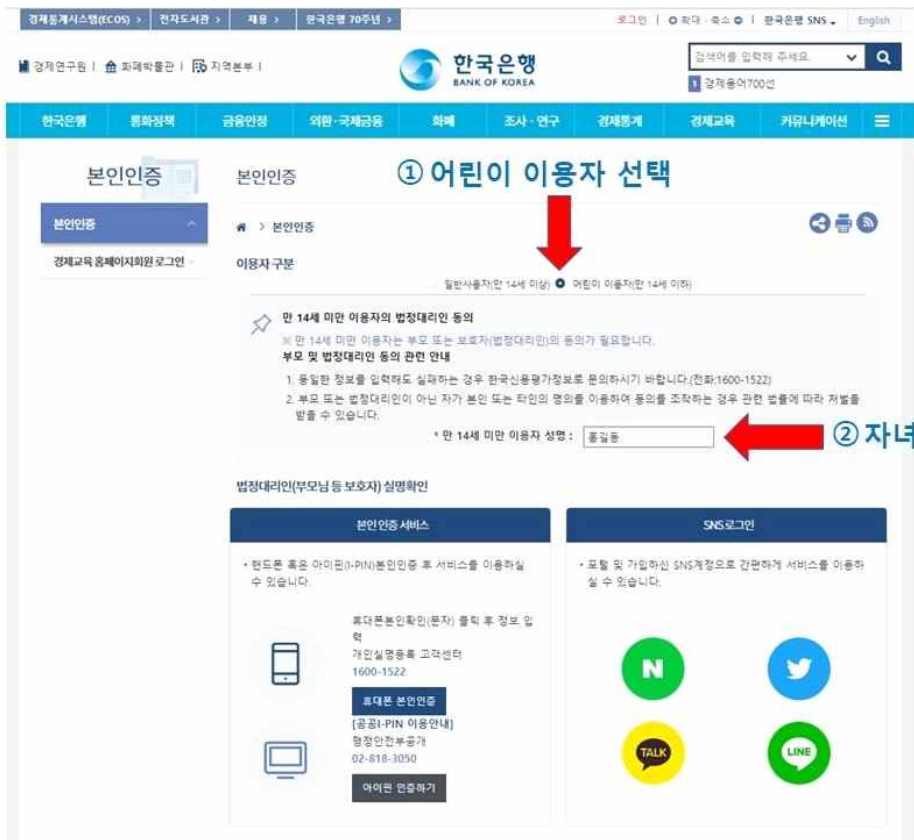 경제통계시스템(ECOS) > 전자도서관 > 채용 > 한국은행 70주년 >
로그인 | 확대 · 축소 | 한국은행 SNS English
경제연구원 | 화폐박물관 | 지역본부 |
한국은행
BANK OF KOREA
검색어를 입력해 주세요.
1 경제용어700선
한국은행 통화정책 금융안정 외환·국제금융 화폐 조사·연구 경제통계 경제교육 커뮤니케이션
본인인증
본인인증
경제교육 홈페이지회원 로그인
본인인증
① 어린이 이용자 선택
> 본인인증
이용자 구분
일반사용자(만 14세 이상) 어린이 이용자(만 14세 이하)
만 14세 미만 이용자의 법정대리인 동의
※ 만 14세 미만 이용자는 부모 또는 보호자(법정대리인)의 동의가 필요합니다.
부모 및 법정대리인 동의 관련 안내
1. 동일한 정보를 입력해도 실패하는 경우 한국신용평가정보로 문의하시기 바랍니다.(전화:1600-1522)
2. 부모 또는 법정대리인이 아닌 자가 본인 또는 타인의 명의를 이용하여 동의를 조작하는 경우 관련 법률에 따라 처벌을
받을 수 있습니다.
* 만 14세 미만 이용자 성명 : 홍길동
② 자녀
법정대리인(부모님 등 보호자) 실명확인
본인인증 서비스
• 핸드폰 혹은 아이핀(I-PIN)본인인증 후 서비스를 이용하실
수 있습니다.
휴대폰본인확인(문자) 클릭 후 정보 입
력
개인실명등록 고객센터
1600-1522
휴대폰 본인인증
[공공I-PIN 이용안내]
행정안전부공개
02-818-3050
아이핀 인증하기
SNS로그인
• 포털 및 가입하신 SNS계정으로 간편하게 서비스를 이용하
실 수 있습니다.
N
TALK
LINE